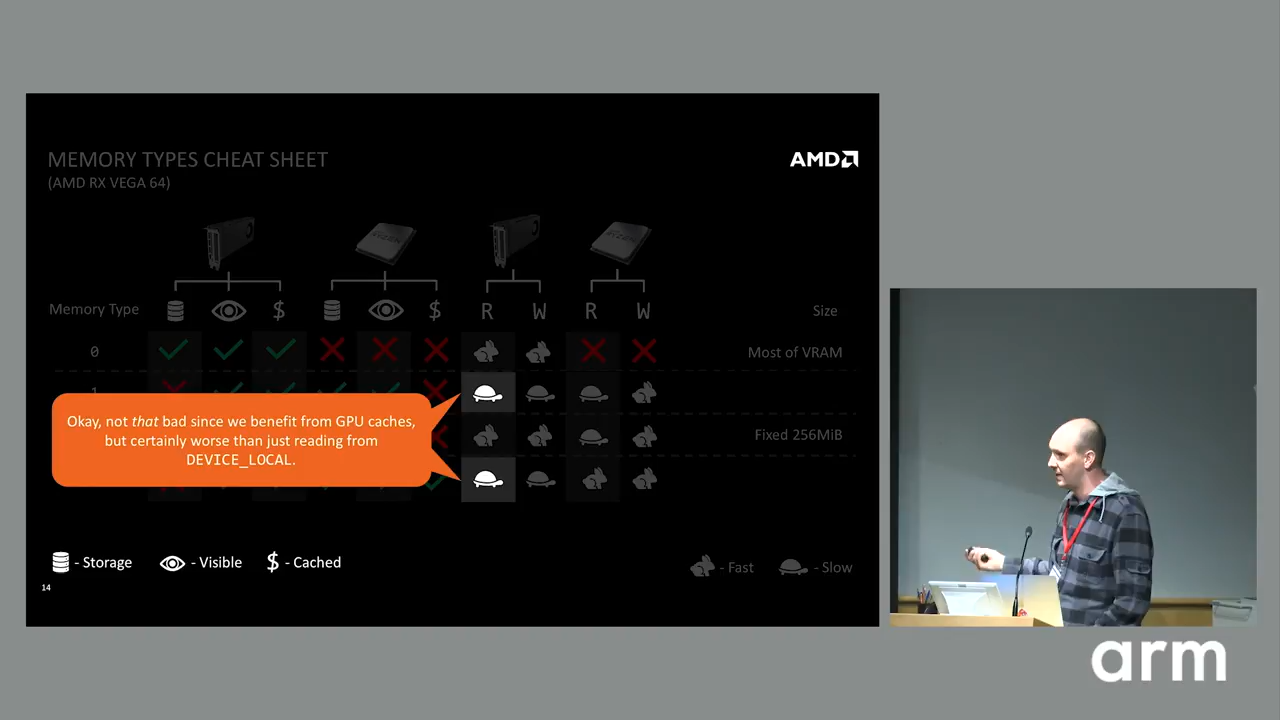 MEMORY TYPES CHEAT SHEET
(AMD RX VEGA 64)
AMD
Memory Type $ $ R W R W Size
0 Most of VRAM
1
Okay, not that bad since we benefit from GPU caches,
but certainly worse than just reading from
DEVICE_LOCAL.
Fixed 256MiB
- Storage - Visible $ - Cached
- Fast - Slow
14
arm